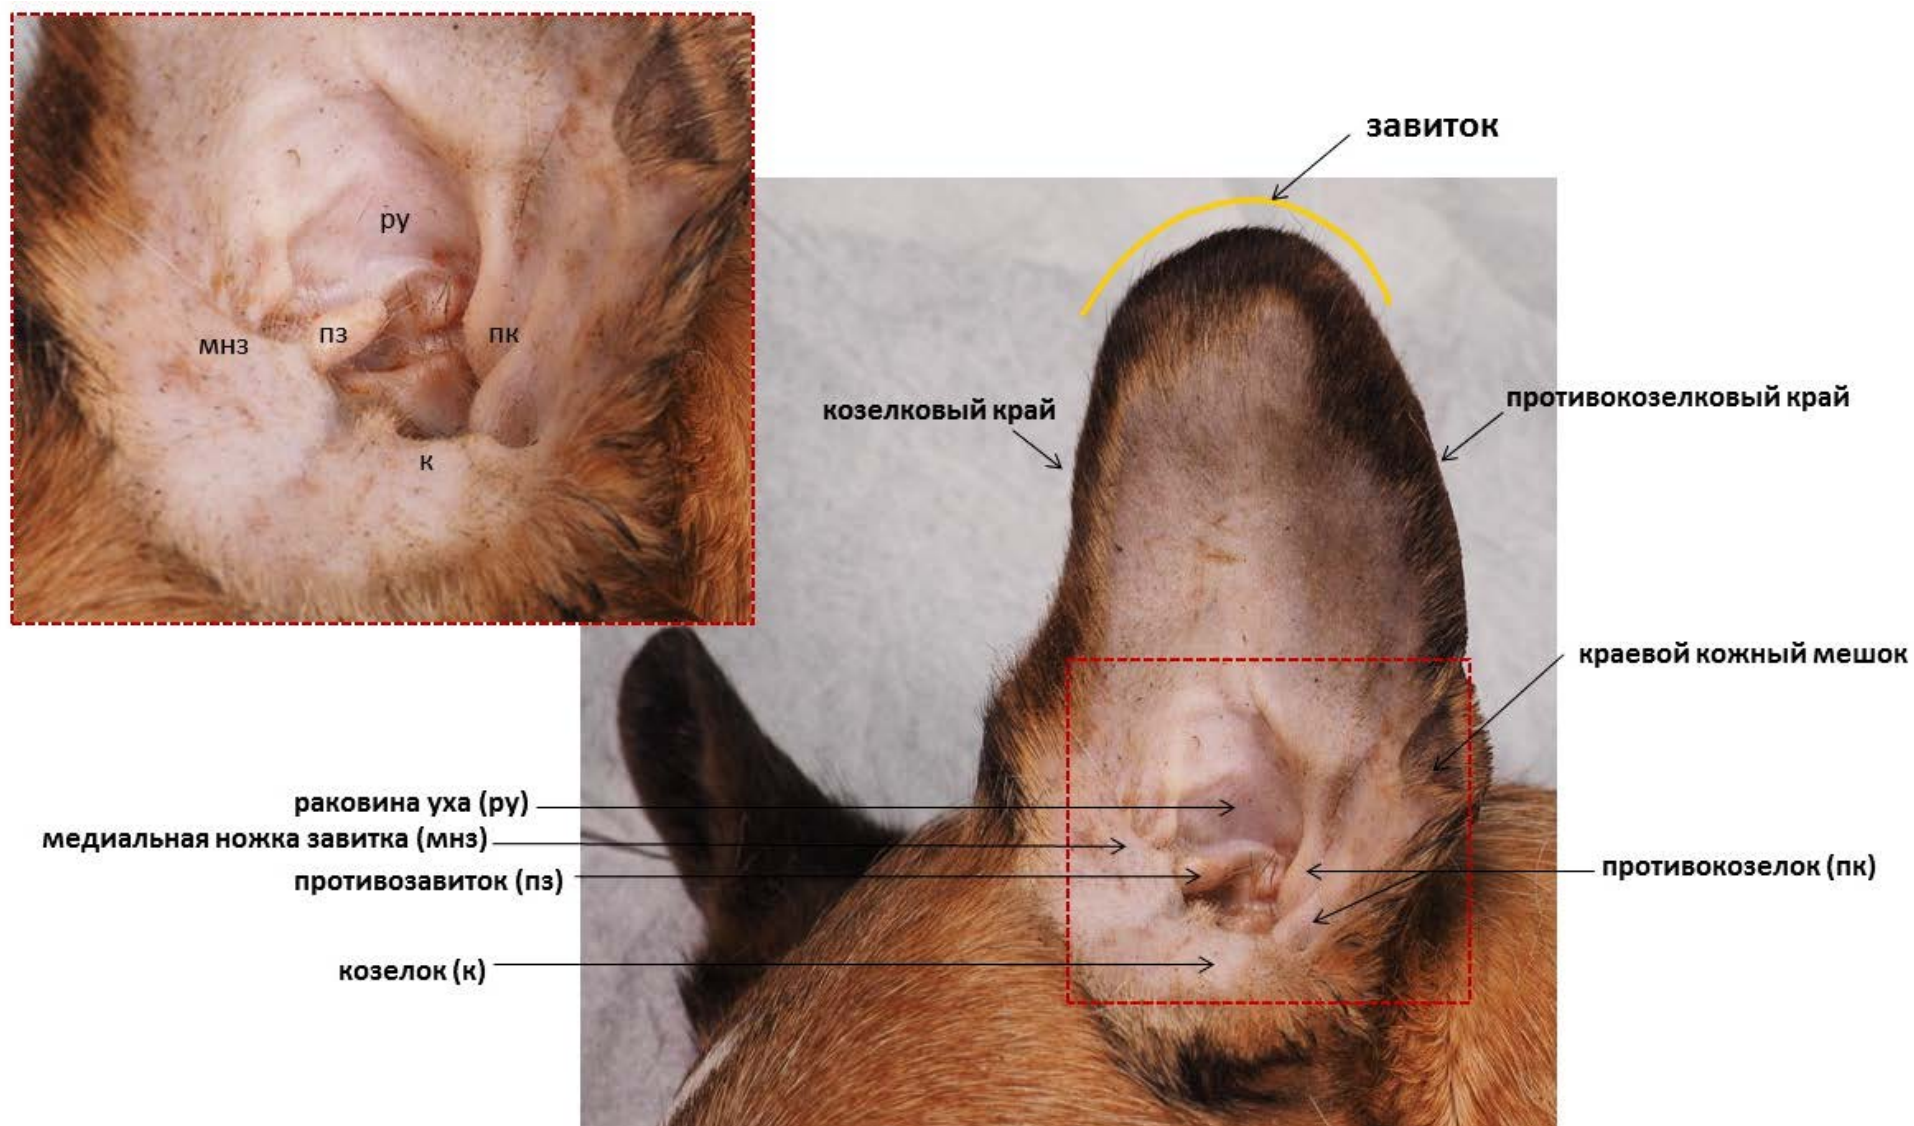 ру
мнз
пз
пк
к
завиток
козелковый край
противокозелковый край
краевой кожный мешок
раковина уха (ру)
медиальная ножка завитка (мнз)
противозавиток (пз)
противокозелок (пк)
козелок (к)